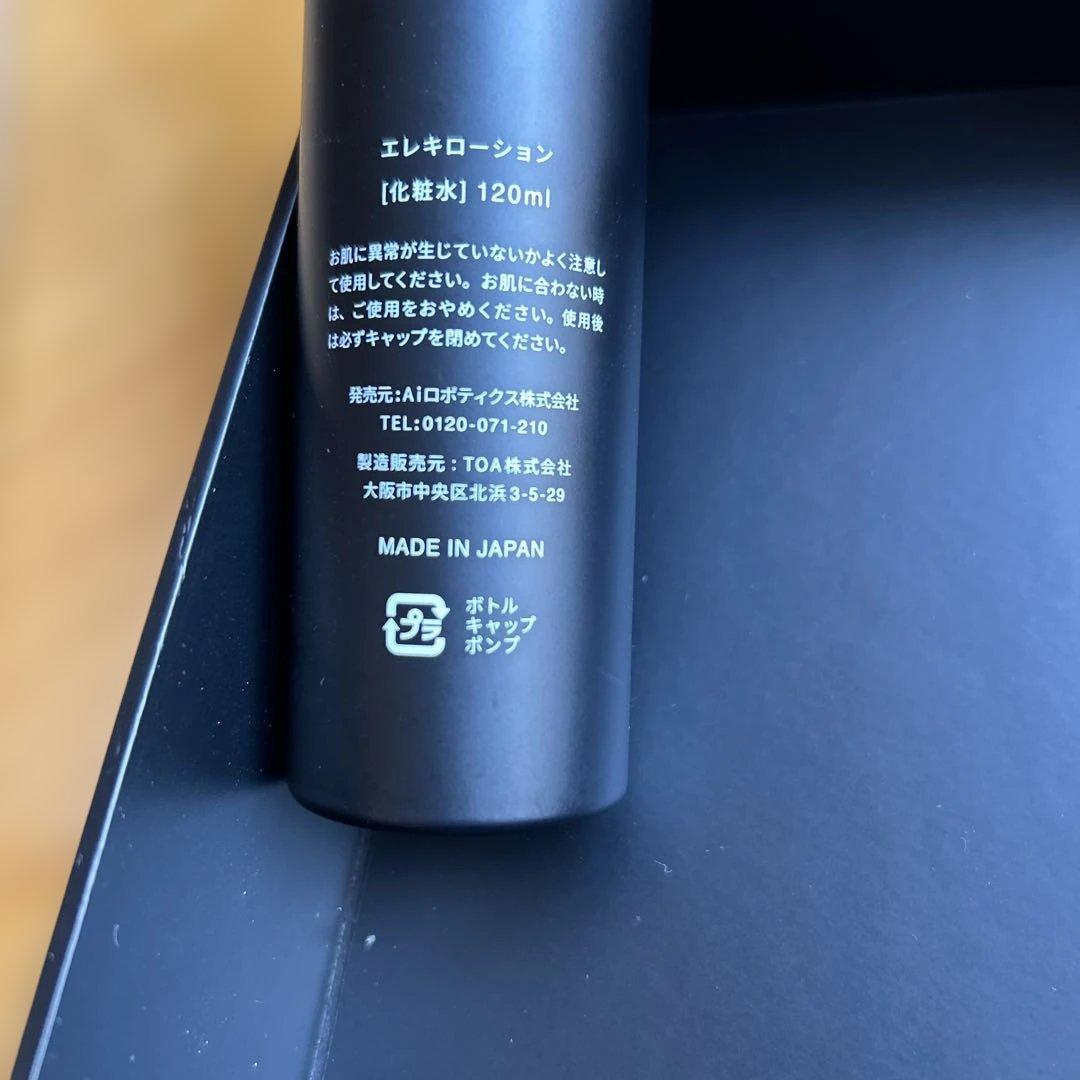 エレキローション
[化粧水] 120ml
お肌に異常が生じていないかよく注意し
て使用してください。お肌に合わない時
は、ご使用をおやめください。使用後
は必ずキャップを閉めてください。
発売元:Aiロボティクス株式会社
TEL:0120-071-210
製造販売元:TOA株式会社
大阪市中央区北浜3-5-29
MADE IN JAPAN
プラ
ボトル
キャップ
ポンプ